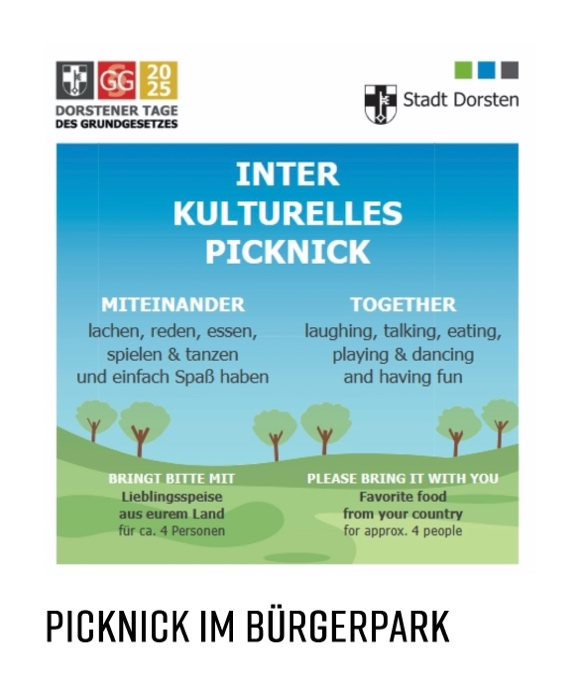 GG 20
25
DORSTENER TAGE
DES GRUNDGESETZES
Stadt Dorsten
INTER
KULTURELLES
PICKNICK
MITEINANDER
lachen, reden, essen,
spielen & tanzen
und einfach Spaß haben
TOGETHER
laughing, talking, eating,
playing & dancing
and having fun
BRINGT BITTE MIT
Lieblingsspeise
aus eurem Land
für ca. 4 Personen
PLEASE BRING IT WITH YOU
Favorite food
from your country
for approx. 4 people
PICKNICK IM BÜRGERPARK